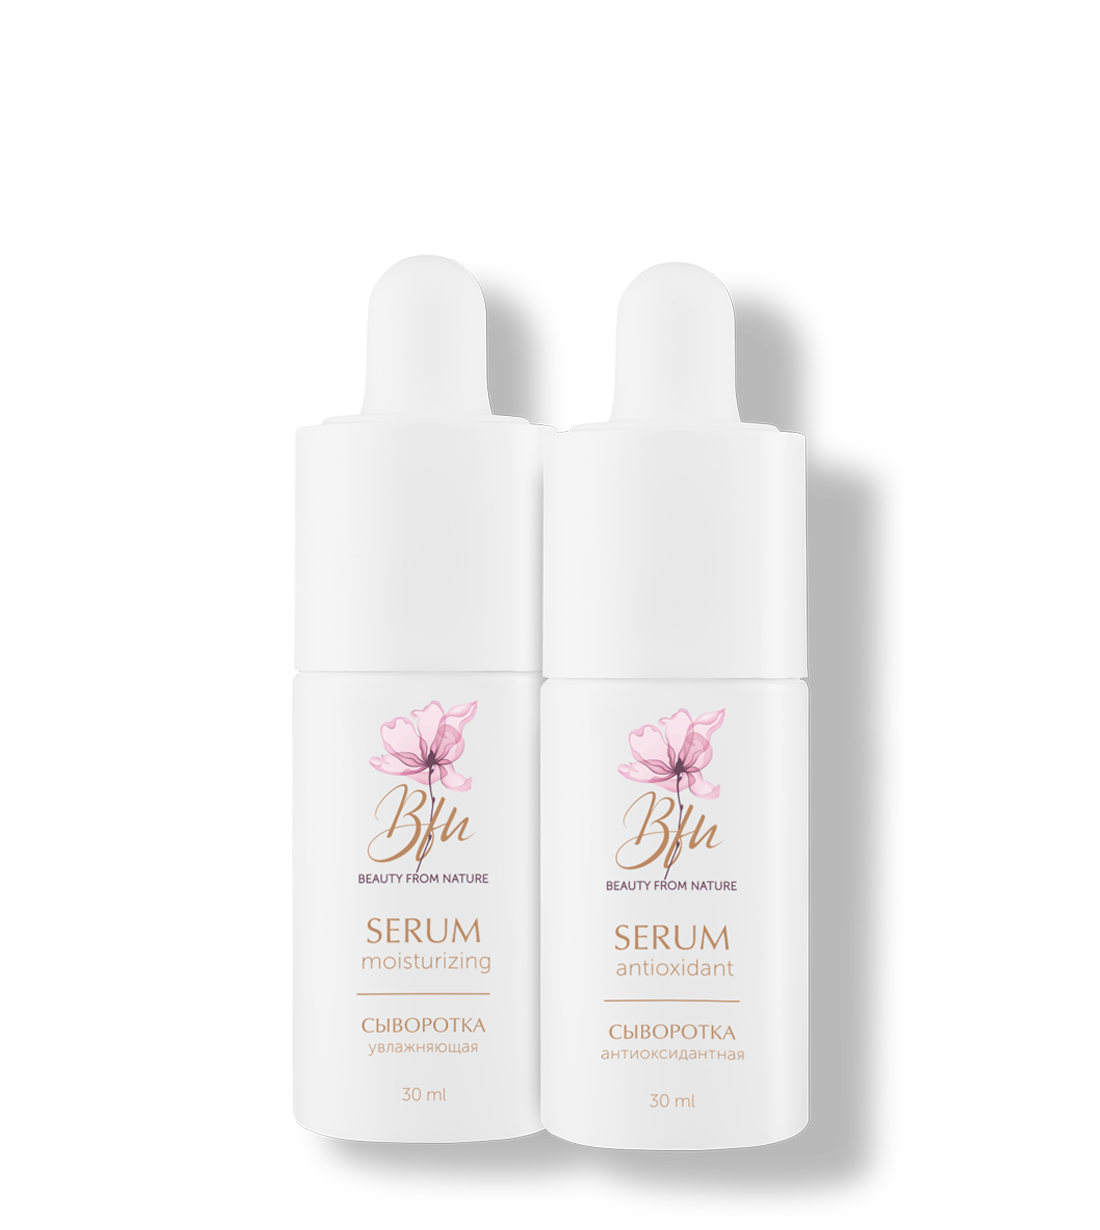 Bfn
BEAUTY FROM NATURE
SERUM
moisturizing
СЫВОРОТКА
увлажняющая
30 ml
Bfn
BEAUTY FROM NATURE
SERUM
antioxidant
СЫВОРОТКА
антиоксидантная
30 ml